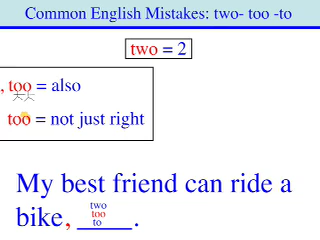 Common English Mistakes: two- too -to
two = 2
, too = also
too = not just right
My best friend can ride a
two
bike, ____.
too
to